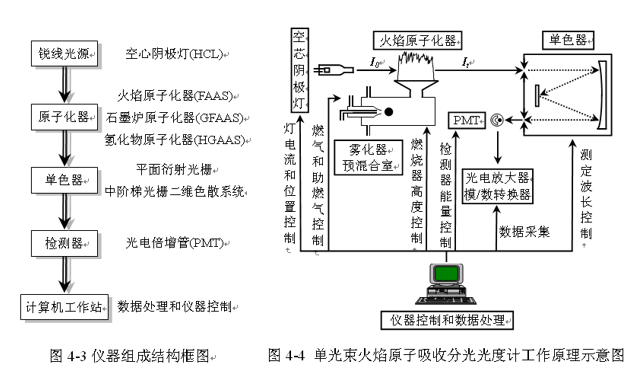 锐线光源
空心阴极灯(HCL)
火焰原子化器(FAAS)
原子化器
石墨炉原子化器(GFAAS)
氢化物原子化器(HGAAS)
平面衍射光栅
单色器
中阶梯光栅二维色散系统
检测器
光电倍增管(PMT)
计算机工作站
数据处理和仪器控制
图 4-3 仪器组成结构框图
空芯阴极灯
火焰原子化器
单色器
I0
It
PMT
雾化器
预混合室
光电放大器
模/数转换器
灯电流和位置控制
燃气和助燃气控制
燃烧器高度控制
检测器能量控制
数据采集
测定波长控制
仪器控制和数据处理
图 4-4 单光束火焰原子吸收分光光度计工作原理示意图